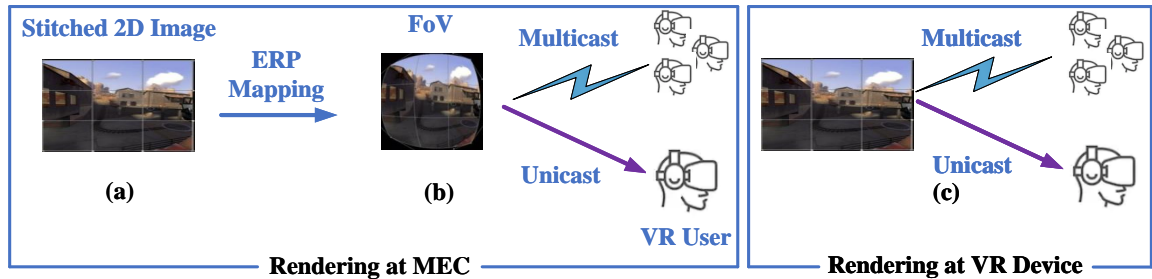 Stitched 2D Image
ERP
Mapping
FoV
Multicast
Unicast
VR User
(a)
(b)
Rendering at MEC
Multicast
Unicast
(c)
Rendering at VR Device